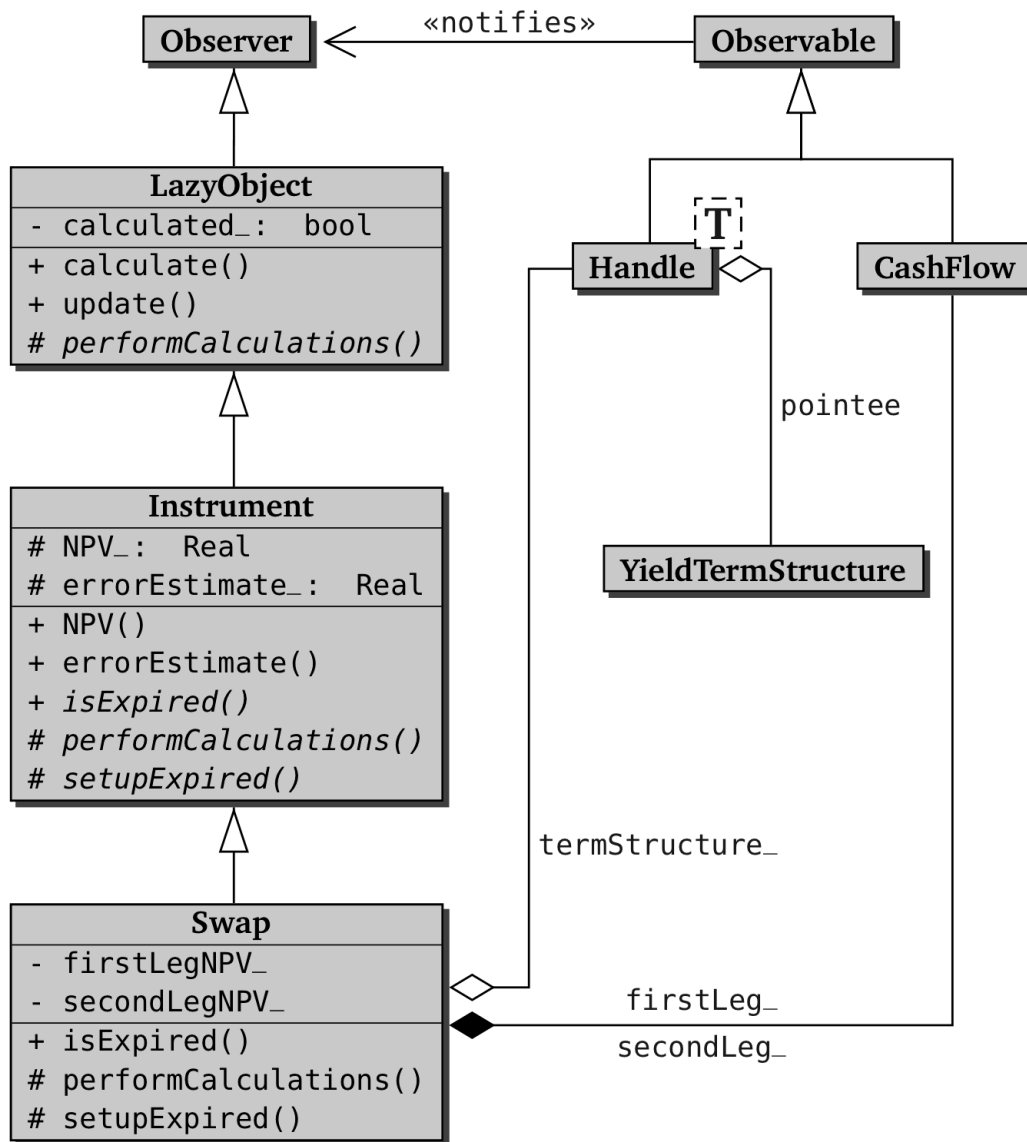 «notifies»
Observer
Observable
LazyObject
- calculated_: bool
+ calculate()
+ update()
# performCalculations()
T
Handle
CashFlow
pointee
Instrument
# NPV_: Real
# errorEstimate_: Real
+ NPV()
+ errorEstimate()
+ isExpired()
# performCalculations()
# setupExpired()
YieldTermStructure
termStructure_
Swap
- firstLegNPV_
- secondLegNPV_
+ isExpired()
# performCalculations()
# setupExpired()
firstLeg_
secondLeg_